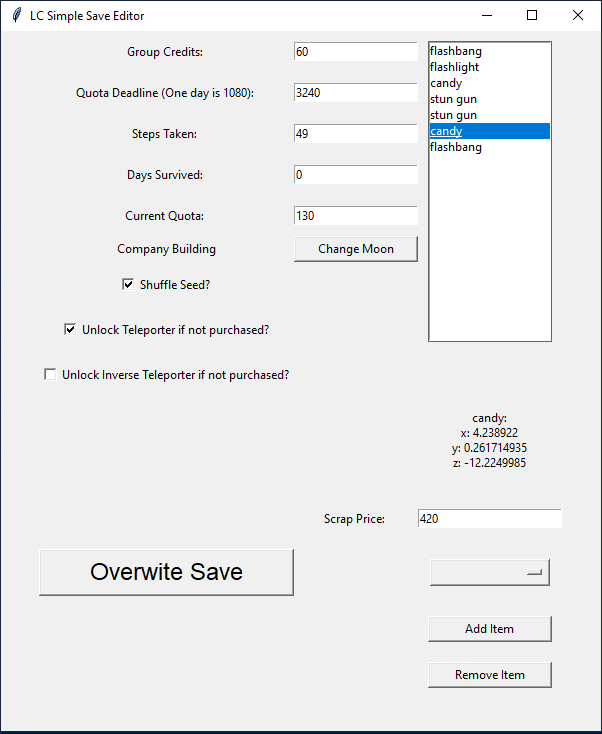 LC Simple Save Editor
Group Credits:
60
Quota Deadline (One day is 1080):
3240
Steps Taken:
49
Days Survived:
0
Current Quota:
130
Company Building
Change Moon
Shuffle Seed?
Unlock Teleporter if not purchased?
Unlock Inverse Teleporter if not purchased?
flashbang
flashlight
candy
stun gun
stun gun
candy
flashbang
candy:
x: 4.238922
y: 0.261714935
z: -12.2249985
Scrap Price:
420
Overwite Save
Add Item
Remove Item